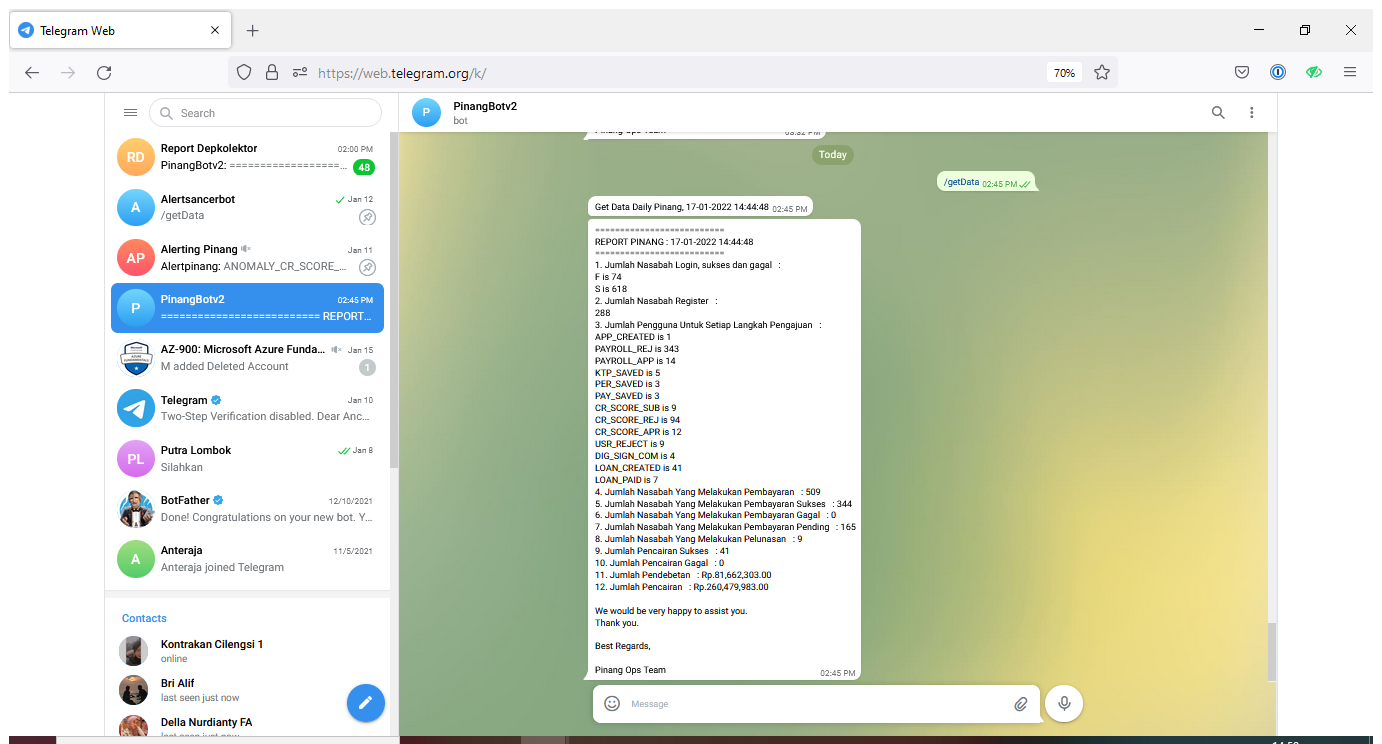 Telegram Web
https://web.telegram.org/k/
70%
Search
RD
Report Depkolektor
02:00 PM
PinangBotv2: ==================...
48
A
Alertsancerbot
Jan 12
/getData
AP
Alerting Pinang
Jan 11
Alertpinang: ANOMALY_CR_SCORE_...
P
PinangBotv2
02:45 PM
========================== REPORT...
AZ-900: Microsoft Azure Funda...
Jan 15
M added Deleted Account
1
Telegram
Jan 10
Two-Step Verification disabled. Dear Anc...
PL
Putra Lombok
Jan 8
Silahkan
BotFather
12/10/2021
Done! Congratulations on your new bot. Y...
A
Anteraja
11/5/2021
Anteraja joined Telegram
Contacts
Kontrakan Cilengsi 1
online
Bri Alif
last seen just now
Della Nurdianty FA
last seen just now
P
PinangBotv2
bot
Pinang Ops Team
Today
/getData 02:45 PM
Get Data Daily Pinang, 17-01-2022 14:44:48 02:45 PM
==========================
REPORT PINANG : 17-01-2022 14:44:48
==========================
1. Jumlah Nasabah Login, sukses dan gagal :
F is 74
S is 618
2. Jumlah Nasabah Register :
288
3. Jumlah Pengguna Untuk Setiap Langkah Pengajuan :
APP_CREATED is 1
PAYROLL_REJ is 343
PAYROLL_APP is 14
KTP_SAVED is 5
PER_SAVED is 3
PAY_SAVED is 3
CR_SCORE_SUB is 9
CR_SCORE_REJ is 94
CR_SCORE_APR is 12
USR_REJECT is 9
DIG_SIGN_COM is 4
LOAN_CREATED is 41
LOAN_PAID is 7
4. Jumlah Nasabah Yang Melakukan Pembayaran : 509
5. Jumlah Nasabah Yang Melakukan Pembayaran Sukses : 344
6. Jumlah Nasabah Yang Melakukan Pembayaran Gagal : 0
7. Jumlah Nasabah Yang Melakukan Pembayaran Pending : 165
8. Jumlah Nasabah Yang Melakukan Pelunasan : 9
9. Jumlah Pencairan Sukses : 41
10. Jumlah Pencairan Gagal : 0
11. Jumlah Pendebetan : Rp.81,662,303.00
12. Jumlah Pencairan : Rp.260,479,983.00
We would be very happy to assist you.
Thank you.
Best Regards,
Pinang Ops Team
02:45 PM
Message